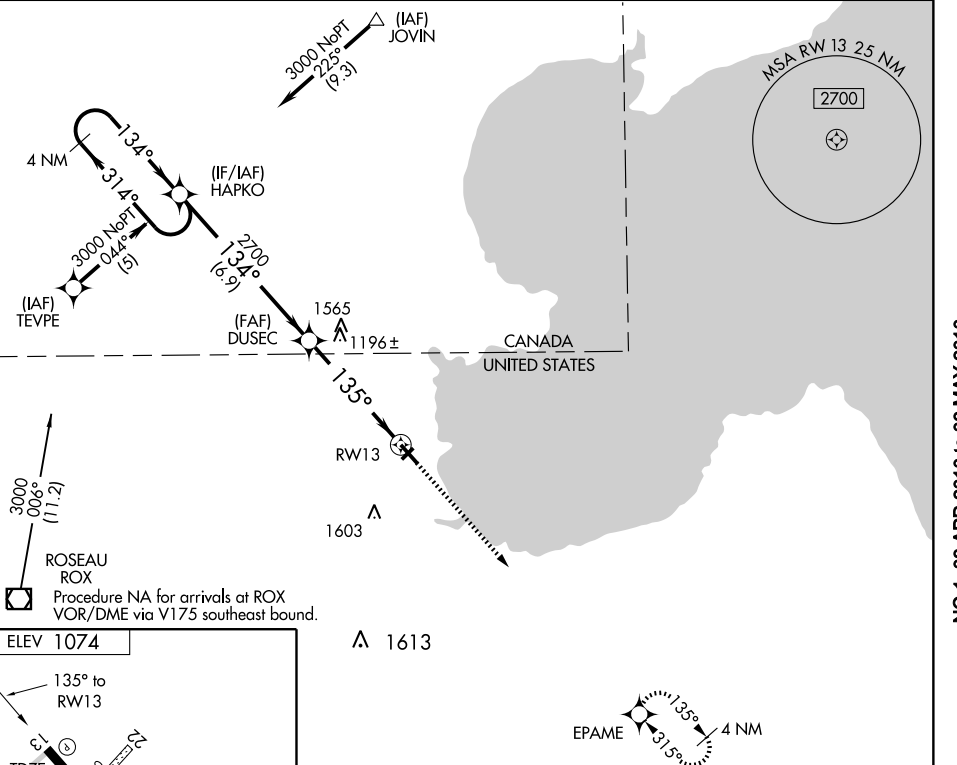 (IAF)
JOVIN
3000 NoPT
225°
(9.3)
MSA RW 13 25 NM
2700
134°
4 NM
314°
(IF/IAF)
HAPKO
3000 NoPT
044°
(5)
(IAF)
TEVPE
2700
134°
(6.9)
(FAF)
DUSEC
1565
1196±
CANADA
UNITED STATES
135°
RW13
3000
006°
(11.2)
1603
ROSEAU
ROX
Procedure NA for arrivals at ROX
VOR/DME via V175 southeast bound.
ELEV 1074
1613
135° to
RW13
13
P
22
EPAME
135°
4 NM
315°